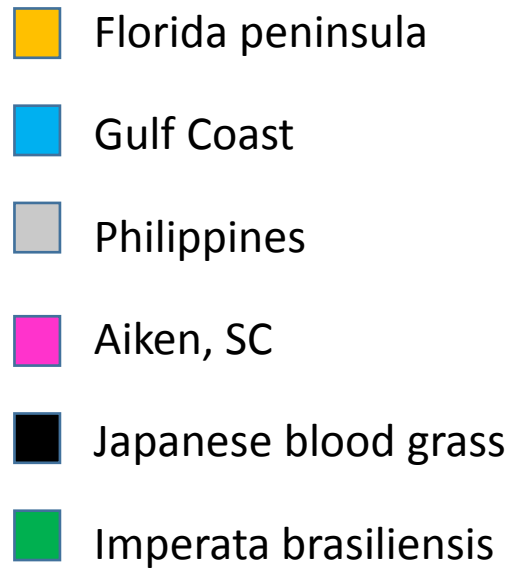 Florida peninsula
Gulf Coast
Philippines
Aiken, SC
Japanese blood grass
Imperata brasiliensis